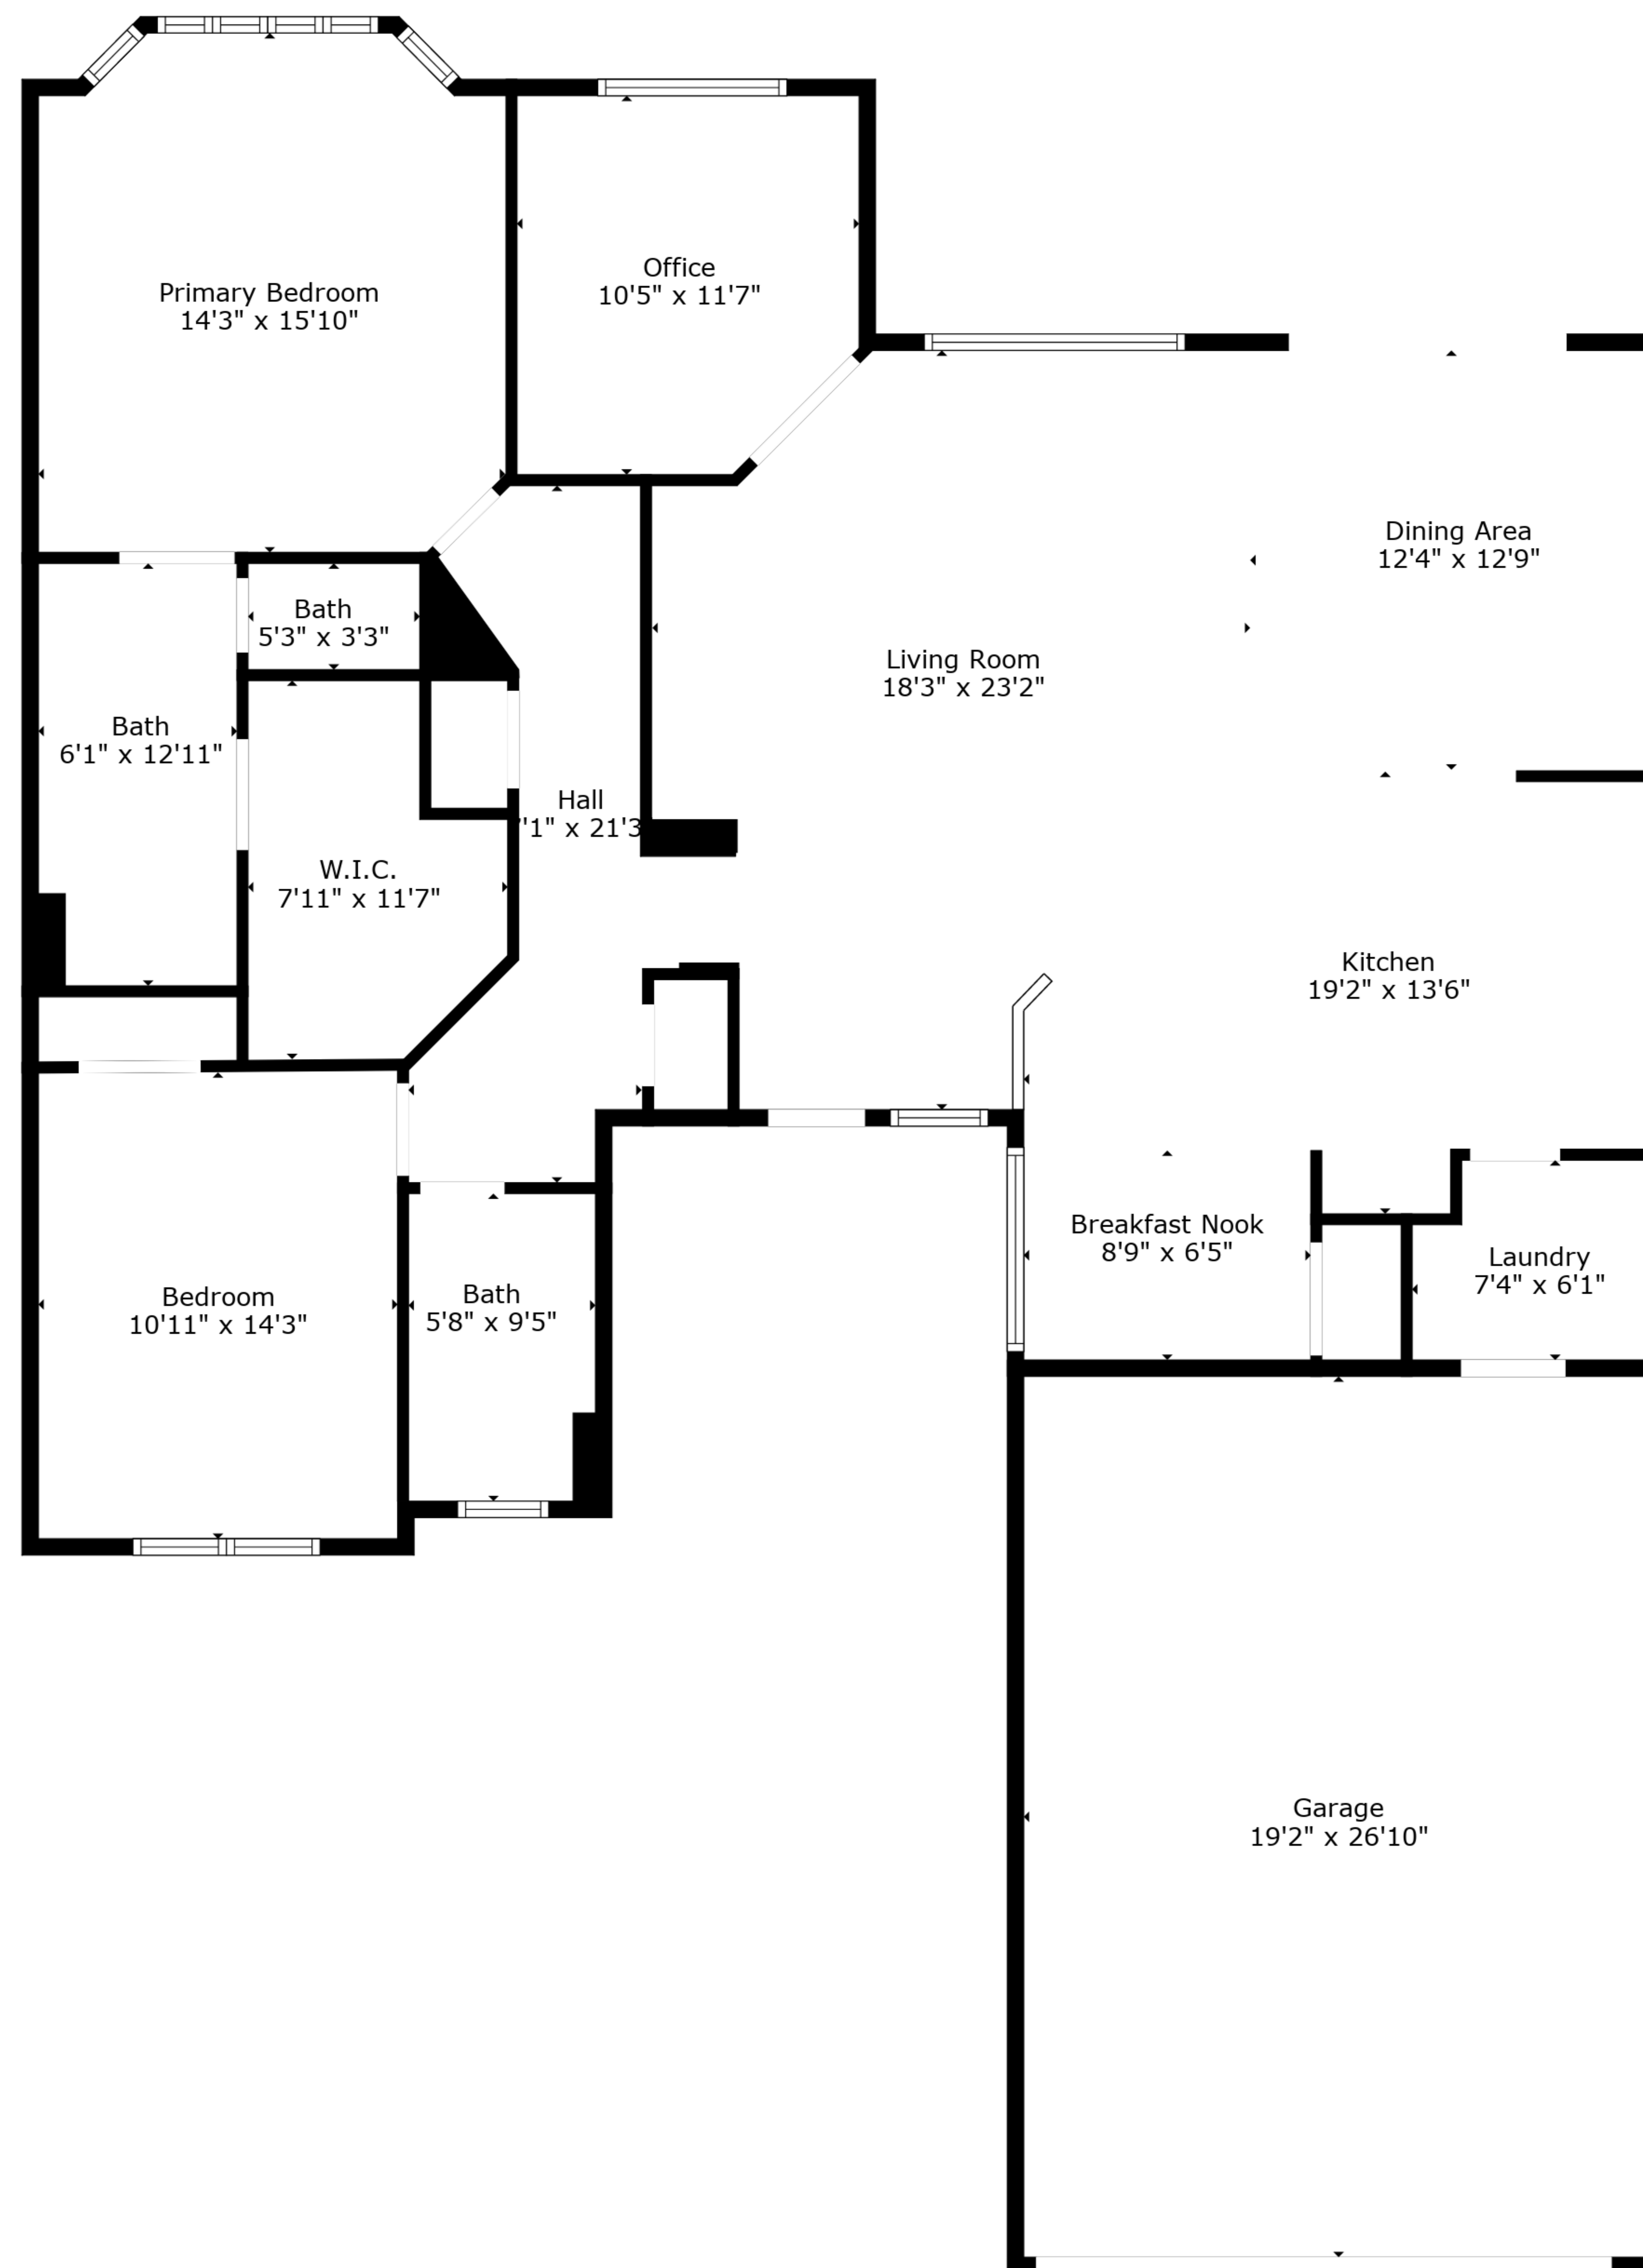 Primary Bedroom
14'3" x 15'10"
Office
10'5" x 11'7"
Dining Area
12'4" x 12'9"
Bath
5'3" x 3'3"
Living Room
18'3" x 23'2"
Bath
6'1" x 12'11"
Hall
'1" x 21'3
W.I.C.
7'11" x 11'7"
Kitchen
19'2" x 13'6"
Breakfast Nook
8'9" x 6'5"
Laundry
7'4" x 6'1"
Bedroom
10'11" x 14'3"
Bath
5'8" x 9'5"
Garage
19'2" x 26'10"